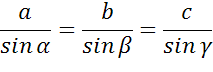 a/sin α = b/sin β = c/sin γ